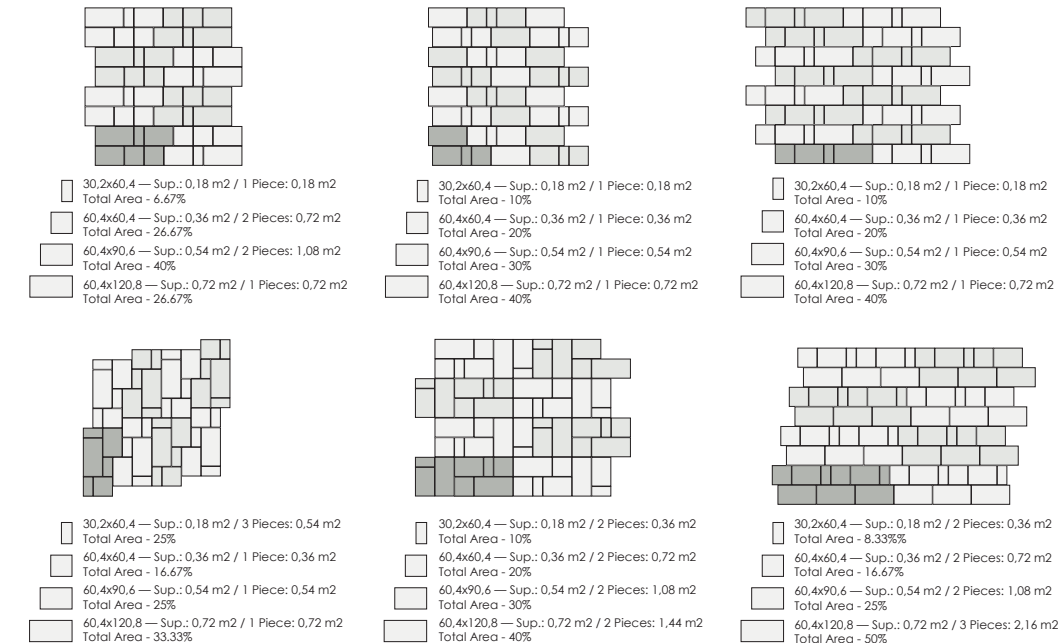 30,2x60,4 — Sup.: 0,18 m2 / 1 Piece: 0,18 m2
Total Area - 6.67%
60,4x60,4 — Sup.: 0,36 m2 / 2 Pieces: 0,72 m2
Total Area - 26.67%
60,4x90,6 — Sup.: 0,54 m2 / 2 Pieces: 1,08 m2
Total Area - 40%
60,4x120,8 — Sup.: 0,72 m2 / 1 Piece: 0,72 m2
Total Area - 26.67%
30,2x60,4 — Sup.: 0,18 m2 / 1 Piece: 0,18 m2
Total Area - 10%
60,4x60,4 — Sup.: 0,36 m2 / 1 Piece: 0,36 m2
Total Area - 20%
60,4x90,6 — Sup.: 0,54 m2 / 1 Piece: 0,54 m2
Total Area - 30%
60,4x120,8 — Sup.: 0,72 m2 / 1 Piece: 0,72 m2
Total Area - 40%
30,2x60,4 — Sup.: 0,18 m2 / 1 Piece: 0,18 m2
Total Area - 10%
60,4x60,4 — Sup.: 0,36 m2 / 1 Piece: 0,36 m2
Total Area - 20%
60,4x90,6 — Sup.: 0,54 m2 / 1 Piece: 0,54 m2
Total Area - 30%
60,4x120,8 — Sup.: 0,72 m2 / 1 Piece: 0,72 m2
Total Area - 40%
30,2x60,4 — Sup.: 0,18 m2 / 3 Pieces: 0,54 m2
Total Area - 25%
60,4x60,4 — Sup.: 0,36 m2 / 1 Piece: 0,36 m2
Total Area - 16.67%
60,4x90,6 — Sup.: 0,54 m2 / 1 Piece: 0,54 m2
Total Area - 25%
60,4x120,8 — Sup.: 0,72 m2 / 1 Piece: 0,72 m2
Total Area - 33.33%
30,2x60,4 — Sup.: 0,18 m2 / 2 Pieces: 0,36 m2
Total Area - 10%
60,4x60,4 — Sup.: 0,36 m2 / 2 Pieces: 0,72 m2
Total Area - 20%
60,4x90,6 — Sup.: 0,54 m2 / 2 Pieces: 1,08 m2
Total Area - 30%
60,4x120,8 — Sup.: 0,72 m2 / 2 Pieces: 1,44 m2
Total Area - 40%
30,2x60,4 — Sup.: 0,18 m2 / 2 Pieces: 0,36 m2
Total Area - 8.33%%
60,4x60,4 — Sup.: 0,36 m2 / 2 Pieces: 0,72 m2
Total Area - 16.67%
60,4x90,6 — Sup.: 0,54 m2 / 2 Pieces: 1,08 m2
Total Area - 25%
60,4x120,8 — Sup.: 0,72 m2 / 3 Pieces: 2,16 m2
Total Area - 50%